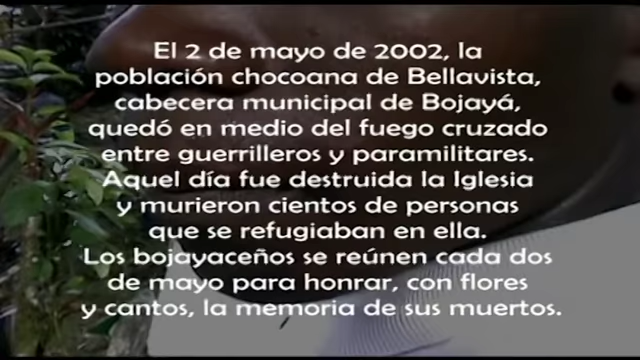 El 2 de mayo de 2002, la
población chocoana de Bellavista,
cabecera municipal de Bojayá,
quedó en medio del fuego cruzado
entre guerrilleros y paramilitares.
Aquel día fue destruida la Iglesia
y murieron cientos de personas
que se refugiaban en ella.
Los bojayaceños se reúnen cada dos
de mayo para honrar, con flores
y cantos, la memoria de sus muertos.